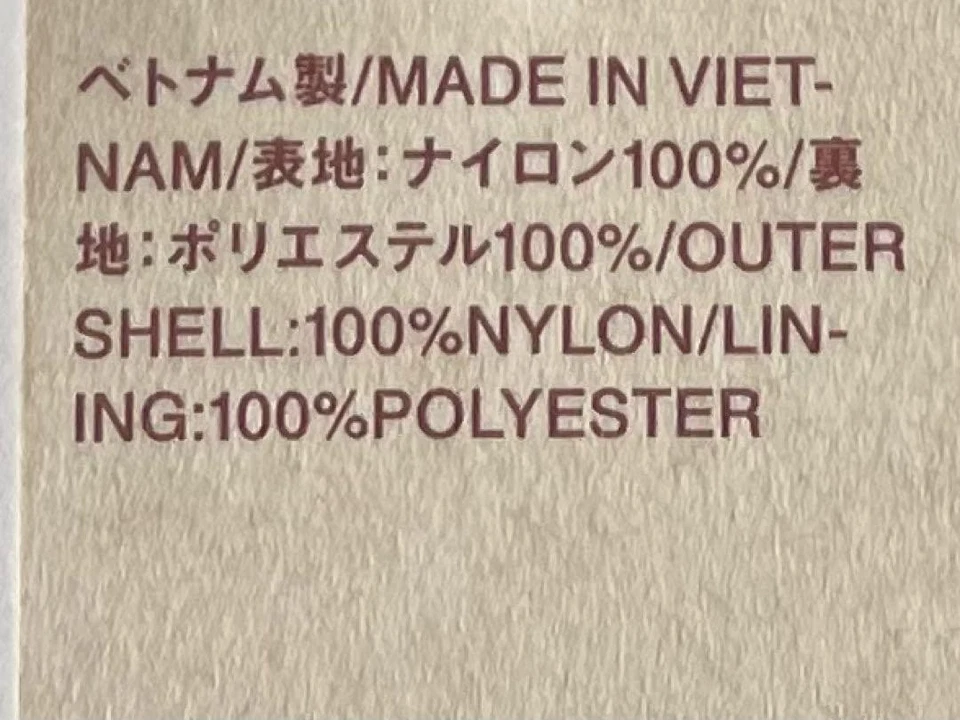 ベトナム製/MADE IN VIET-
NAM/表地：ナイロン100%/裏
地：ポリエステル100%/OUTER
SHELL:100%NYLON/LIN-
ING:100%POLYESTER